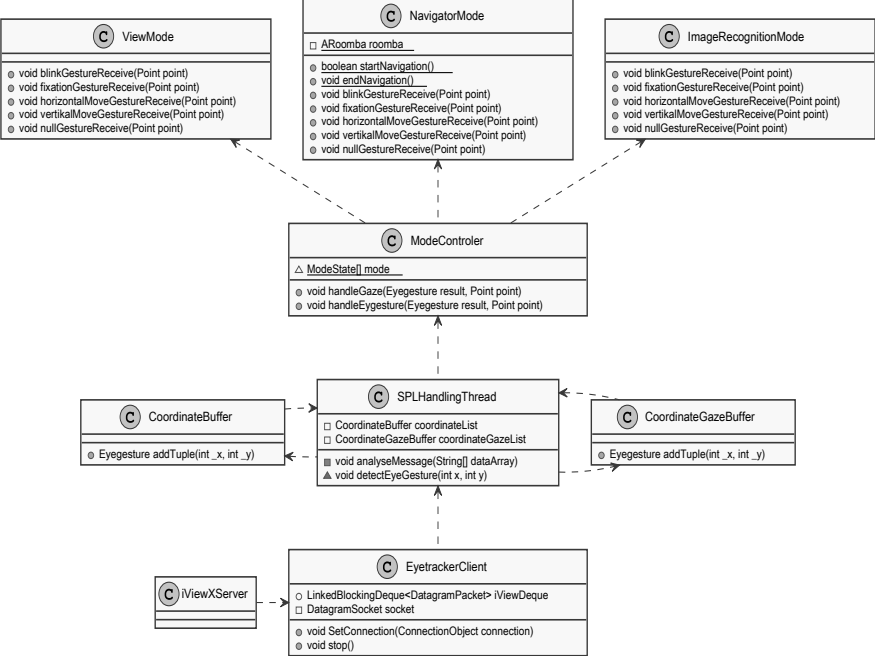 C NavigatorMode
ARoomba roomba
boolean startNavigation()
void endNavigation()
void blinkGestureReceive(Point point)
void fixationGestureReceive(Point point)
void horizontalMoveGestureReceive(Point point)
void vertikalMoveGestureReceive(Point point)
void nullGestureReceive(Point point)
C ViewMode
void blinkGestureReceive(Point point)
void fixationGestureReceive(Point point)
void horizontalMoveGestureReceive(Point point)
void vertikalMoveGestureReceive(Point point)
void nullGestureReceive(Point point)
C ImageRecognitionMode
void blinkGestureReceive(Point point)
void fixationGestureReceive(Point point)
void horizontalMoveGestureReceive(Point point)
void vertikalMoveGestureReceive(Point point)
void nullGestureReceive(Point point)
C ModeControler
ModeState[] mode
void handleGaze(Eyegesture result, Point point)
void handleEygesture(Eyegesture result, Point point)
C SPLHandlingThread
CoordinateBuffer coordinateList
CoordinateGazeBuffer coordinateGazeList
void analyseMessage(String[] dataArray)
void detectEyeGesture(int x, int y)
C CoordinateBuffer
Eyegesture addTuple(int _x, int _y)
C CoordinateGazeBuffer
Eyegesture addTuple(int _x, int _y)
C EyetrackerClient
LinkedBlockingDeque<DatagramPacket> iViewDeque
DatagramSocket socket
void SetConnection(ConnectionObject connection)
void stop()
C iViewXServer